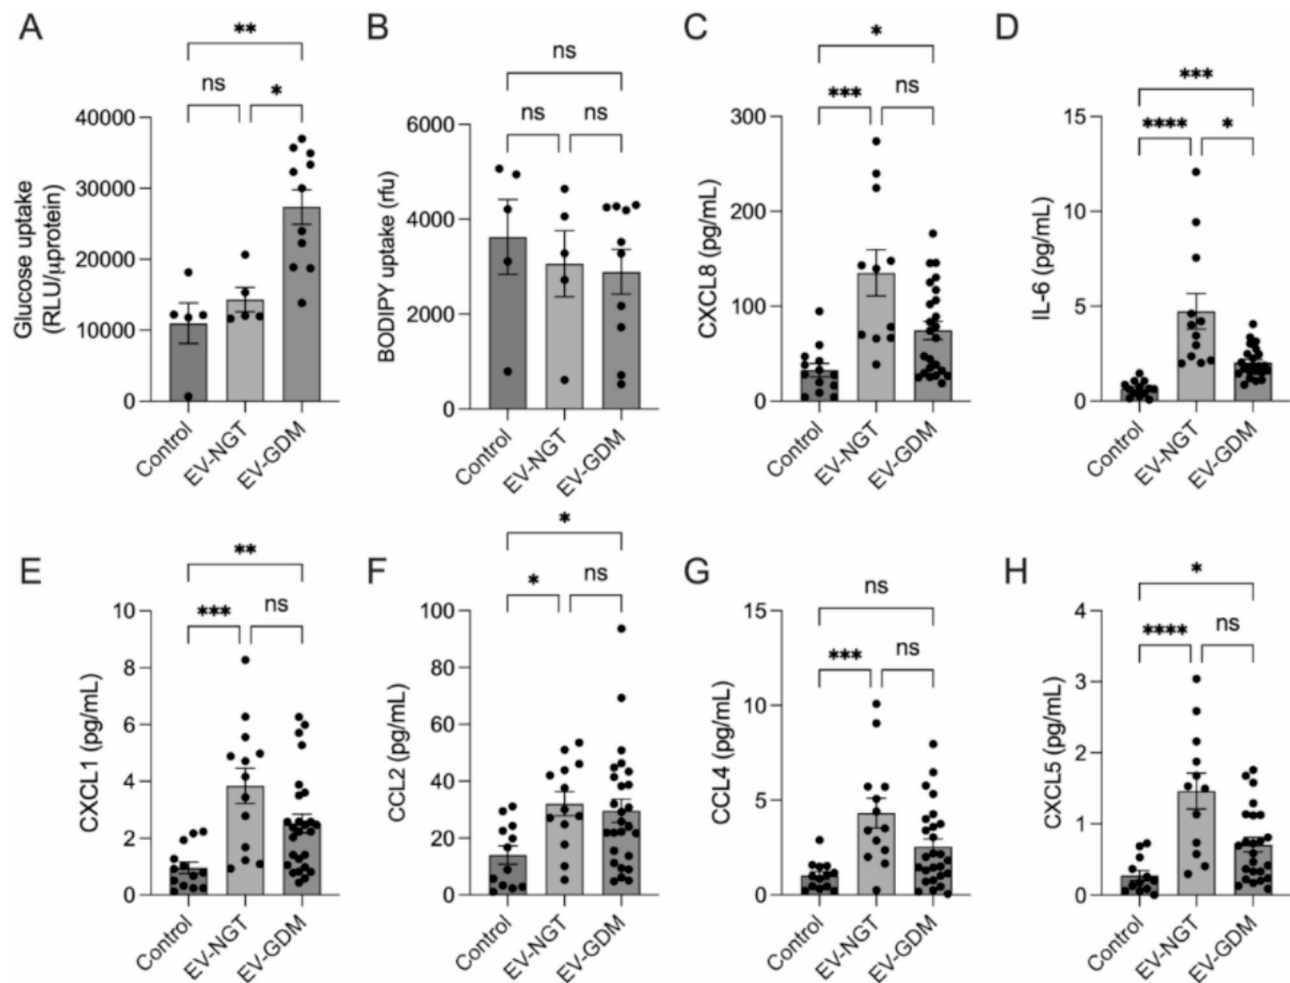 A
**
ns
*
Glucose uptake
(RLU/μprotein)
40000
30000
20000
10000
0
Control
EV-NGT
EV-GDM
B
ns
ns
ns
BODIPY uptake (rfu)
6000
4000
2000
0
Control
EV-NGT
EV-GDM
C
*
***
ns
CXCL8 (pg/mL)
300
200
100
0
Control
EV-NGT
EV-GDM
D
***
****
*
IL-6 (pg/mL)
15
10
5
0
Control
EV-NGT
EV-GDM
E
**
***
ns
CXCL1 (pg/mL)
10
8
6
4
2
0
Control
EV-NGT
EV-GDM
F
*
*
ns
CCL2 (pg/mL)
100
80
60
40
20
0
Control
EV-NGT
EV-GDM
G
ns
***
ns
CCL4 (pg/mL)
15
10
5
0
Control
EV-NGT
EV-GDM
H
*
****
ns
CXCL5 (pg/mL)
4
3
2
1
0
Control
EV-NGT
EV-GDM